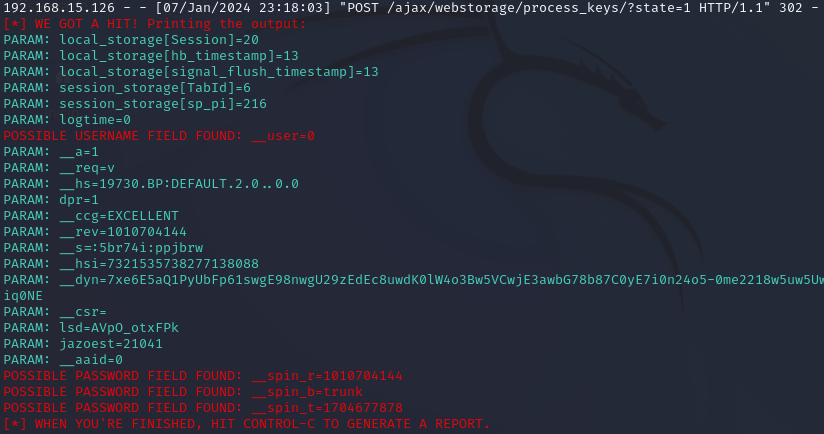 192.168.15.126 - - [07/Jan/2024 23:18:03] "POST /ajax/webstorage/process_keys/?state=1 HTTP/1.1" 302 -
[*] WE GOT A HIT! Printing the output:
PARAM: local_storage[Session]=20
PARAM: local_storage[hb_timestamp]=13
PARAM: local_storage[signal_flush_timestamp]=13
PARAM: session_storage[TabId]=6
PARAM: session_storage[sp_pi]=216
PARAM: logtime=0
POSSIBLE USERNAME FIELD FOUND: __user=0
PARAM: __a=1
PARAM: __req=v
PARAM: __hs=19730.BP:DEFAULT.2.0..0.0
PARAM: dpr=1
PARAM: __ccg=EXCELLENT
PARAM: __rev=1010704144
PARAM: __s=:5br74i:ppjbrw
PARAM: __hsi=7321535738277138088
PARAM: __dyn=7xe6E5aQ1PyUbFp61swgE98nwgU29zEdEc8uwdK0lW4o3Bw5VCwjE3awbG78b87C0yE7i0n24o5-0me2218w5uw5Uw
iq0NE
PARAM: __csr=
PARAM: lsd=AVpO_otxFPk
PARAM: jazoest=21041
PARAM: __aaid=0
POSSIBLE PASSWORD FIELD FOUND: __spin_r=1010704144
POSSIBLE PASSWORD FIELD FOUND: __spin_b=trunk
POSSIBLE PASSWORD FIELD FOUND: __spin_t=1704677878
[*] WHEN YOU'RE FINISHED, HIT CONTROL-C TO GENERATE A REPORT.